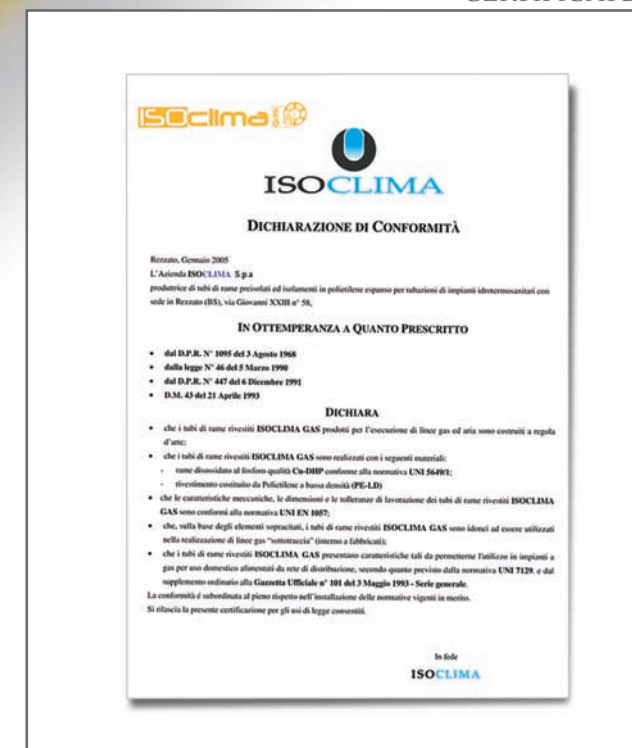 ISOclima gas
ISOCLIMA
DICHIARAZIONE DI CONFORMITÀ
Rezzato, Gennaio 2005
L'Azienda ISOCLIMA S.p.a
produttrice di tubi di rame preisolati ed isolamenti in polietilene espanso per tubazioni di impianti idrotermosanitari con
sede in Rezzato (BS), via Giovanni XXIII n° 58,
IN OTTEMPERANZA A QUANTO PRESCRITTO
• dal D.P.R. N° 1095 del 3 Agosto 1968
• dalla legge N° 46 del 5 Marzo 1990
• dal D.P.R. N° 447 del 6 Dicembre 1991
• D.M. 43 del 21 Aprile 1993
DICHIARA
• che i tubi di rame rivestiti ISOCLIMA GAS prodotti per l'esecuzione di linee gas ed aria sono costruiti a regola
d'arte;
• che i tubi di rame rivestiti ISOCLIMA GAS sono realizzati con i seguenti materiali:
- rame disossidato al fosforo qualità Cu-DHP conforme alla normativa UNI 5649/1;
- rivestimento costituito da Polietilene a bassa densità (PE-LD)
• che le caratteristiche meccaniche, le dimensioni e le tolleranze di lavorazione dei tubi di rame rivestiti ISOCLIMA
GAS sono conformi alla normativa UNI EN 1057;
• che, sulla base degli elementi sopracitati, i tubi di rame rivestiti ISOCLIMA GAS sono idonei ad essere utilizzati
nella realizzazione di linee gas "sottotraccia" (interno a fabbricati);
• che i tubi di rame rivestiti ISOCLIMA GAS presentano caratteristiche tali da permetterne l'utilizzo in impianti a
gas per uso domestico alimentati da rete di distribuzione, secondo quanto previsto dalla normativa UNI 7129, e dal
supplemento ordinario alla Gazzetta Ufficiale n° 101 del 3 Maggio 1993 - Serie generale.
La conformità é subordinata al pieno rispetto nell'installazione delle normative vigenti in merito.
Si rilascia la presente certificazione per gli usi di legge consentiti.
In fede
ISOCLIMA